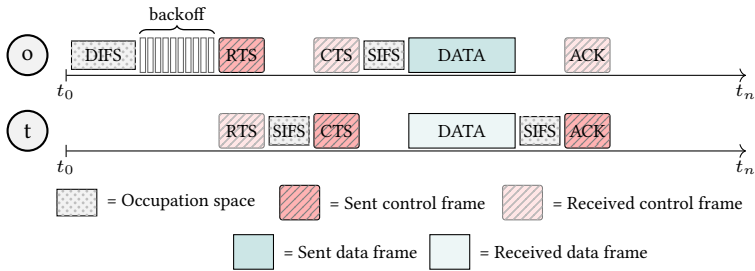 backoff
o DIFS RTS CTS SIFS DATA ACK
t₀ tₙ
t RTS SIFS CTS DATA SIFS ACK
t₀ tₙ
= Occupation space = Sent control frame = Received control frame
= Sent data frame = Received data frame